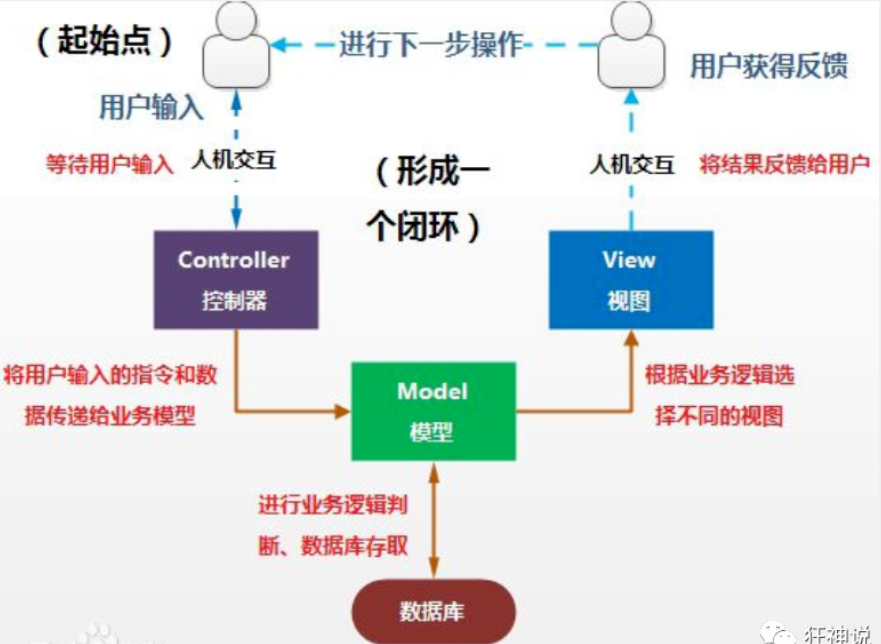 （起始点）
进行下一步操作
用户获得反馈
用户输入
等待用户输入
人机交互
（形成一
个闭环）
人机交互
将结果反馈给用户
Controller
控制器
View
视图
将用户输入的指令和数
据传递给业务模型
Model
模型
根据业务逻辑选
择不同的视图
进行业务逻辑判
断、数据库存取
数据库
狂神说